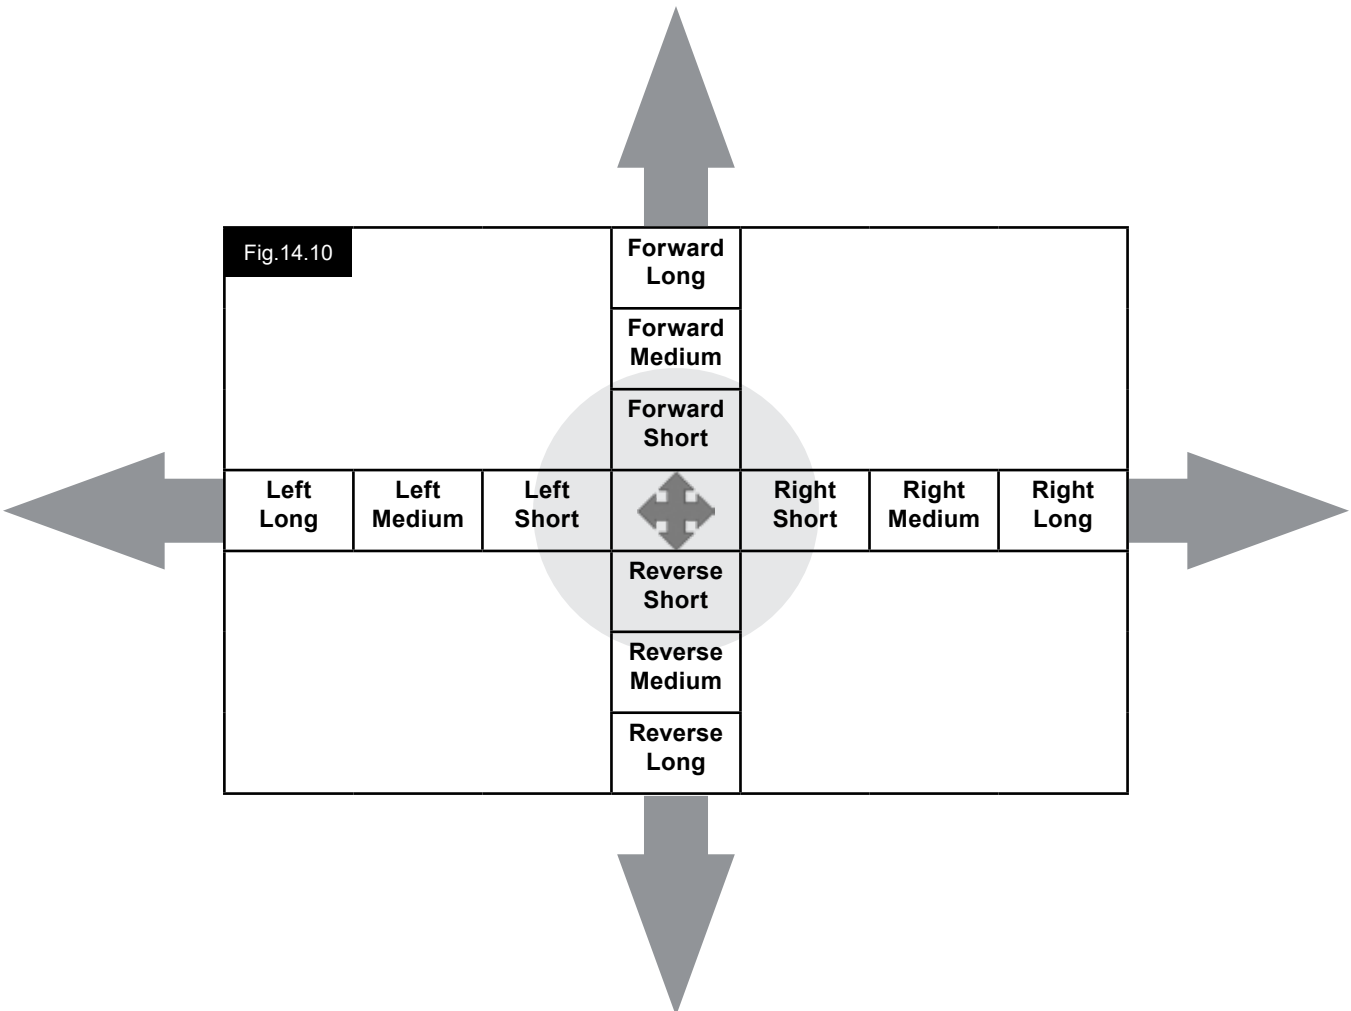 Fig.14.10
Forward
Long
Forward
Medium
Forward
Short
Left
Long
Left
Medium
Left
Short
Right
Short
Right
Medium
Right
Long
Reverse
Short
Reverse
Medium
Reverse
Long